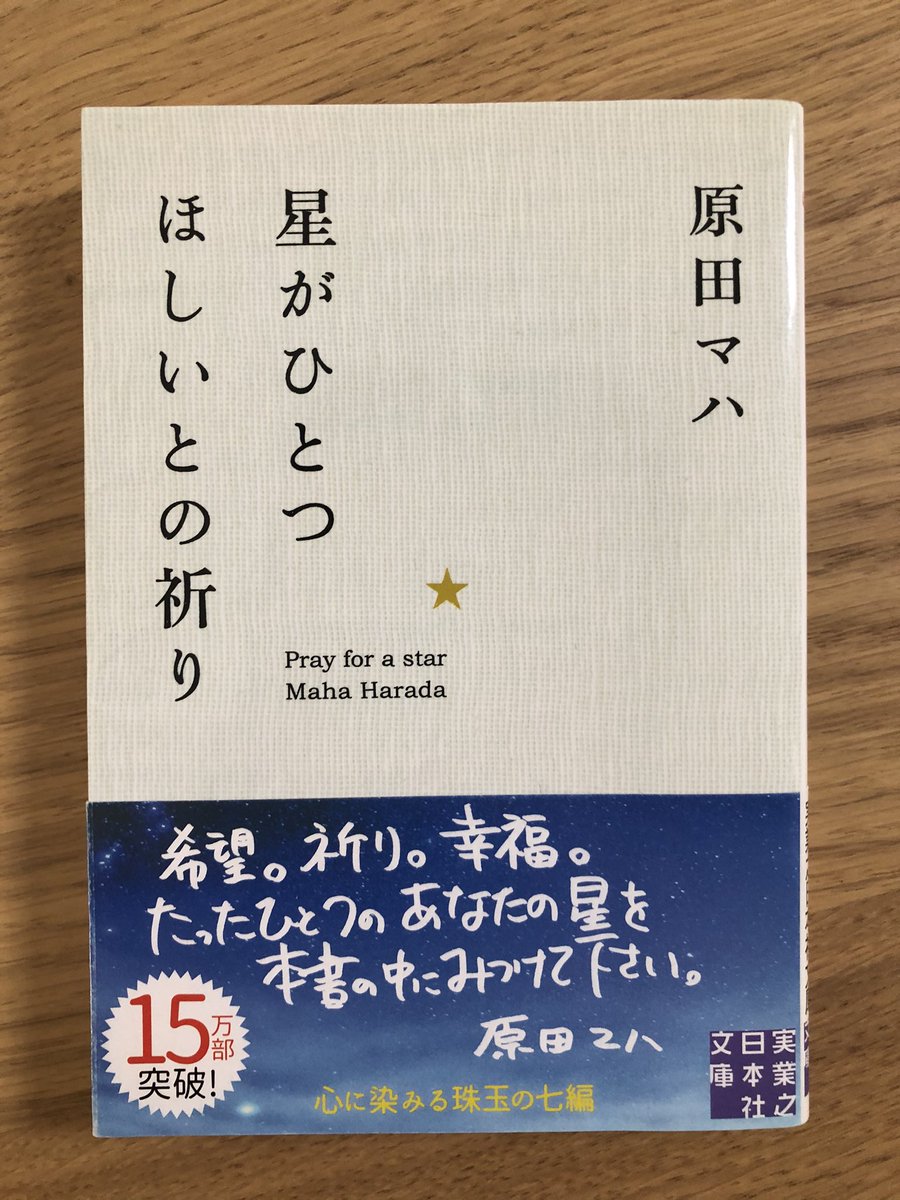 原田マハ
星がひとつ
ほしいとの祈り
Pray for a star
Maha Harada
希望。祈り。幸福。
たったひとつのあなたの星を
本書の中にみつけて下さい。
原田マハ
15万部
突破!
心に染みる珠玉の七編
実業之
日本社
文庫